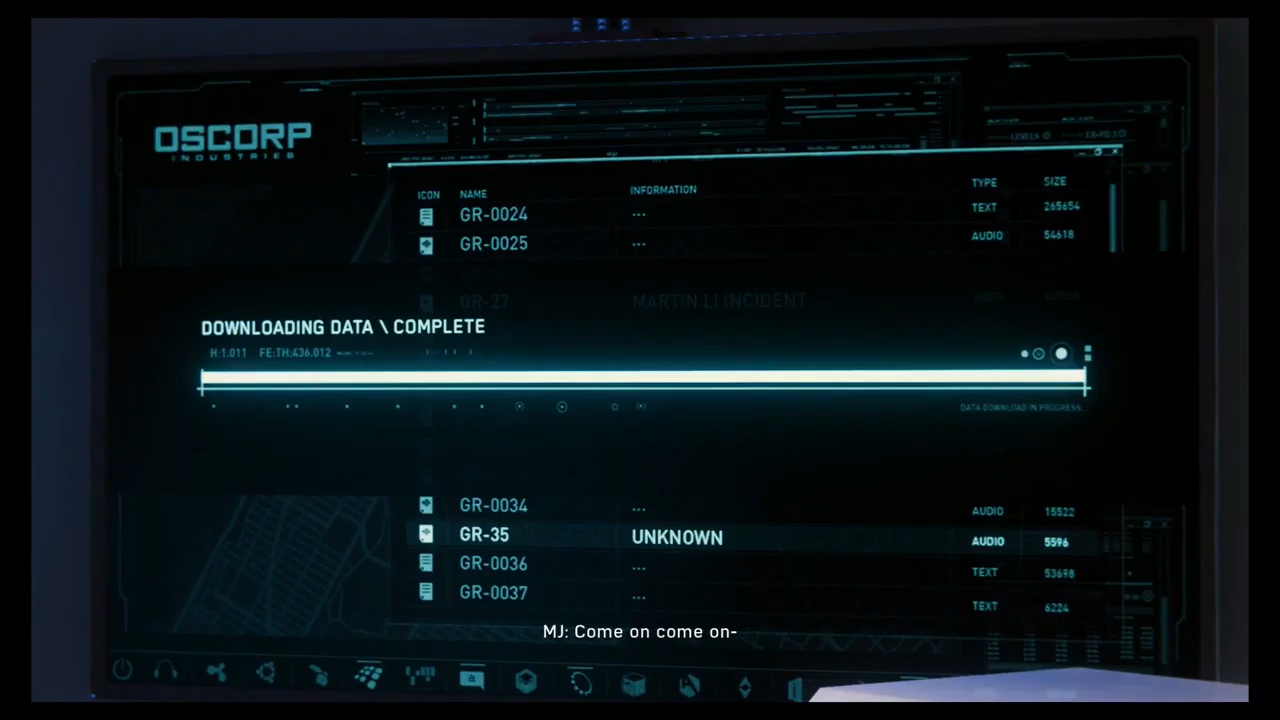 OSCORP
INDUSTRIES
ICON NAME INFORMATION TYPE SIZE
GR-0024 ... TEXT 265654
GR-0025 ... AUDIO 54618
GR-27 MARTIN LI INCIDENT
DOWNLOADING DATA \ COMPLETE
H:1.011 FE:TH:436.012
DATA DOWNLOAD IN PROGRESS...
GR-0034 ... AUDIO 15522
GR-35 UNKNOWN AUDIO 5596
GR-0036 ... TEXT 53698
GR-0037 ... TEXT 6224
MJ: Come on come on-